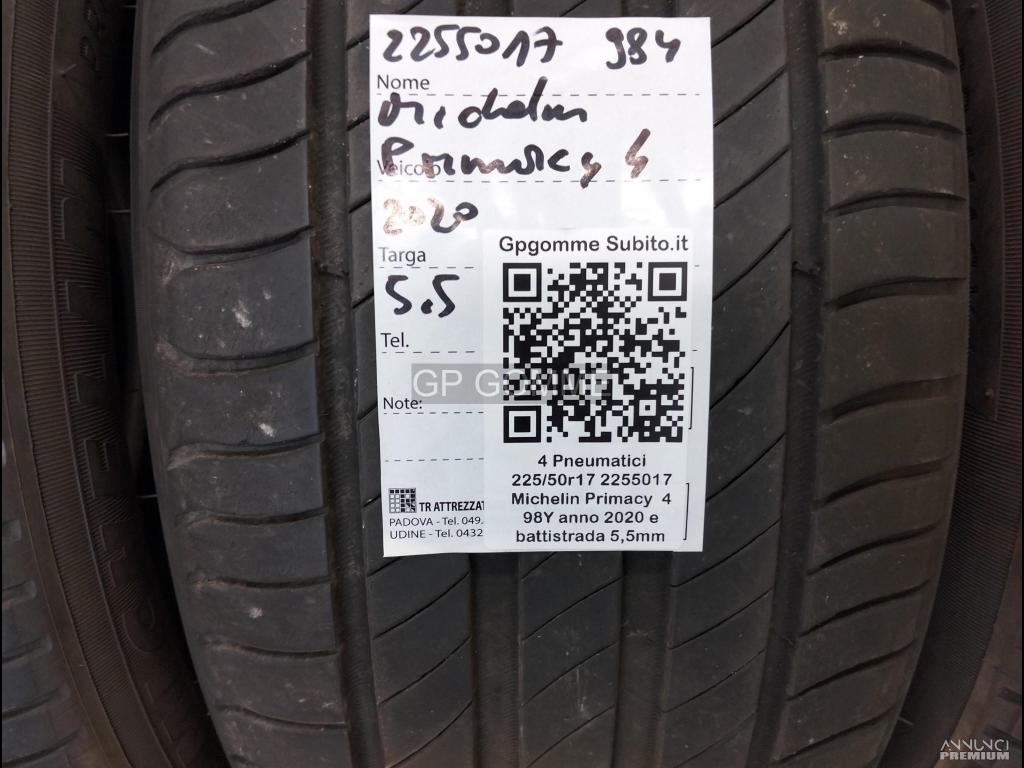 2255017 98Y
Nome
Michelin
Veicolo
Primacy 4
2020
Targa
5.5
Tel.
Note:
Gpgomme Subito.it
GP GOMME
4 Pneumatici
225/50r17 2255017
Michelin Primacy 4
98Y anno 2020 e
battistrada 5,5mm
TR ATTREZZAT
PADOVA - Tel. 049.
UDINE - Tel. 0432
ANNUNCI
PREMIUM